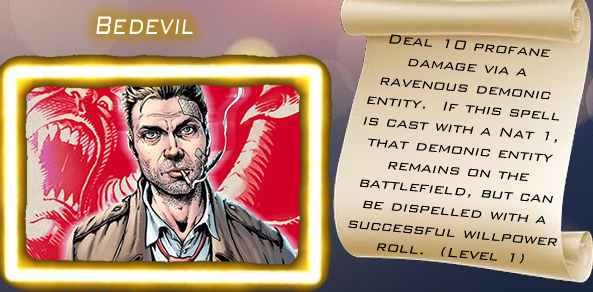 Bedevil
Deal 10 profane
damage via a
ravenous demonic
entity. If this spell
is cast with a Nat 1,
that demonic entity
remains on the
battlefield, but can
be dispelled with a
successful willpower
roll. (Level 1)